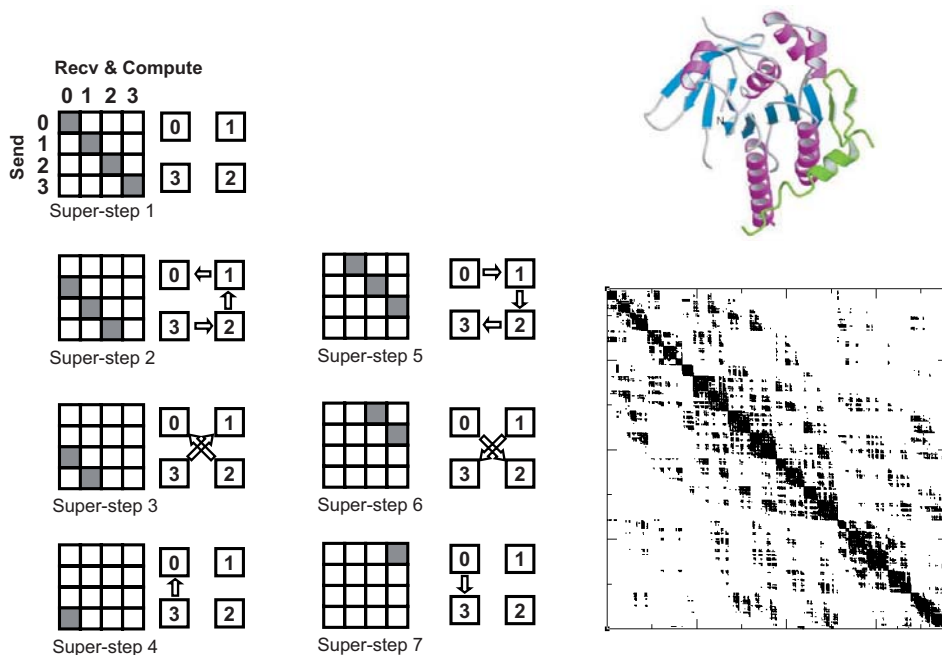 Recv & Compute
0 1 2 3
Send
0
1
2
3
0 1
3 2
Super-step 1
0 1
3 2
Super-step 2
0 1
3 2
Super-step 5
0 1
3 2
Super-step 3
0 1
3 2
Super-step 6
0 1
3 2
Super-step 4
0 1
3 2
Super-step 7
N